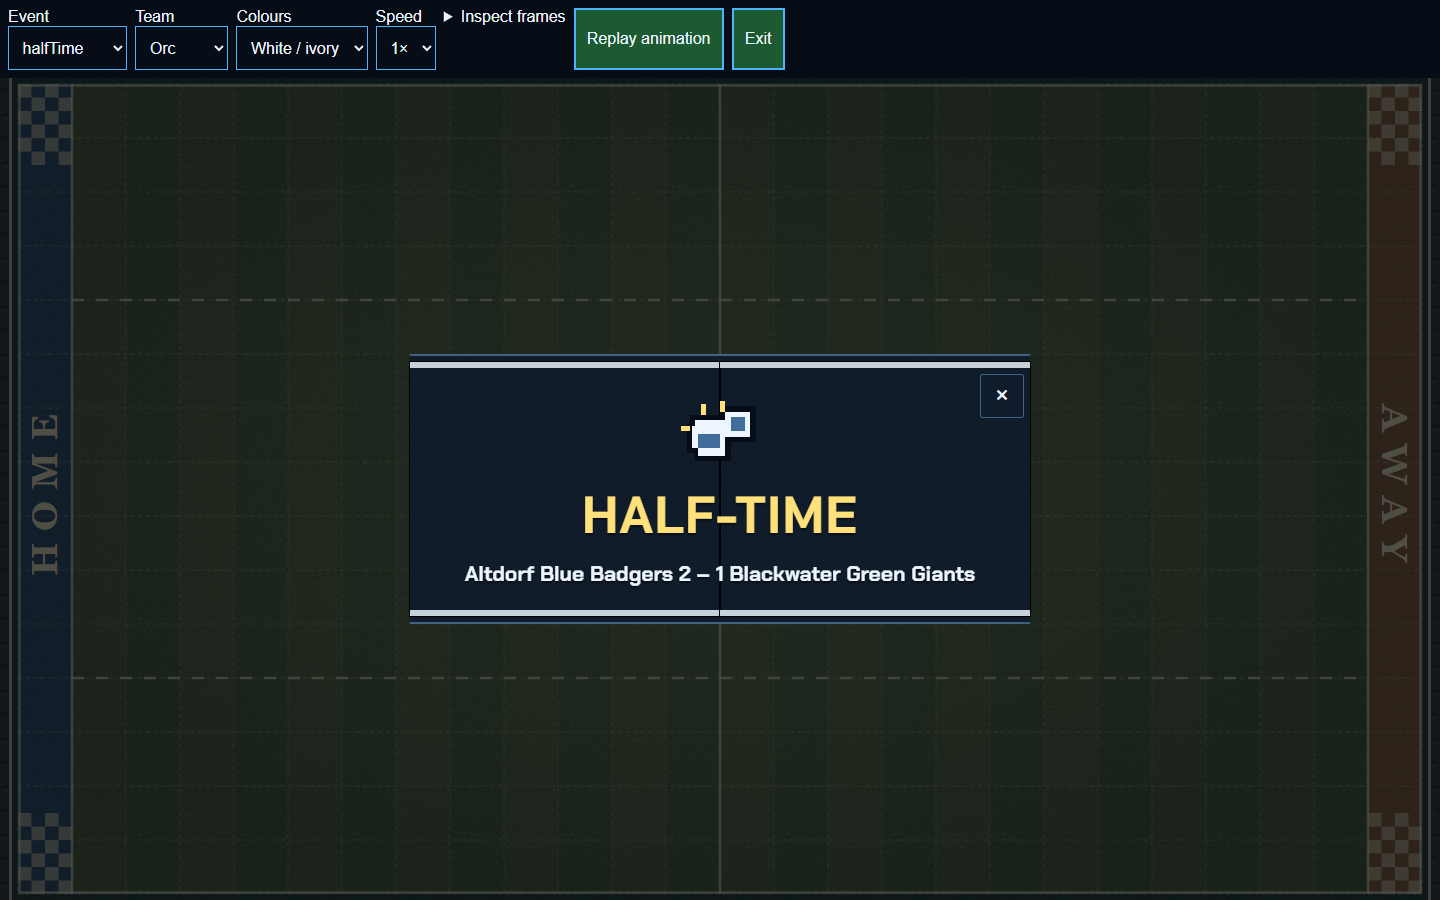 Event Team Colours Speed
halfTime Orc White / ivory 1× ▶ Inspect frames Replay animation Exit
HOME
AWAY
×
HALF-TIME
Altdorf Blue Badgers 2 – 1 Blackwater Green Giants